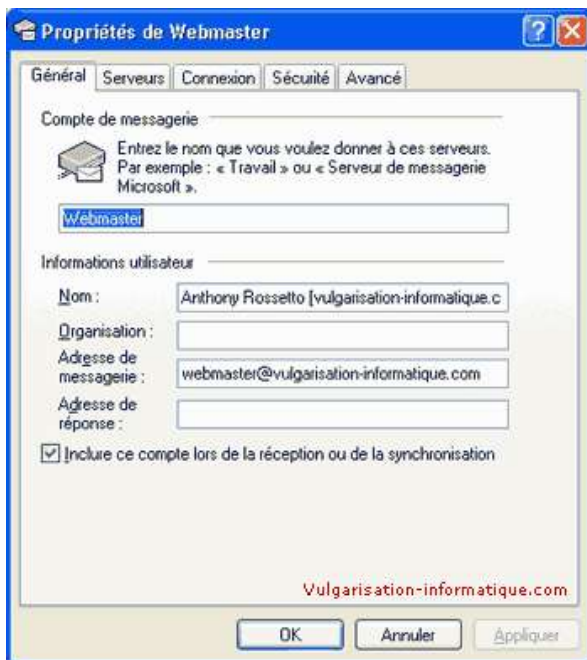 Propriétés de Webmaster
Général Serveurs Connexion Sécurité Avancé
Compte de messagerie
Entrez le nom que vous voulez donner à ces serveurs.
Par exemple : « Travail » ou « Serveur de messagerie
Microsoft ».
Webmaster
Informations utilisateur
Nom : Anthony Rossetto [vulgarisation-informatique.c
Organisation :
Adresse de
messagerie : webmaster@vulgarisation-informatique.com
Adresse de
réponse :
Inclure ce compte lors de la réception ou de la synchronisation
Vulgarisation-informatique.com
OK Annuler Appliquer